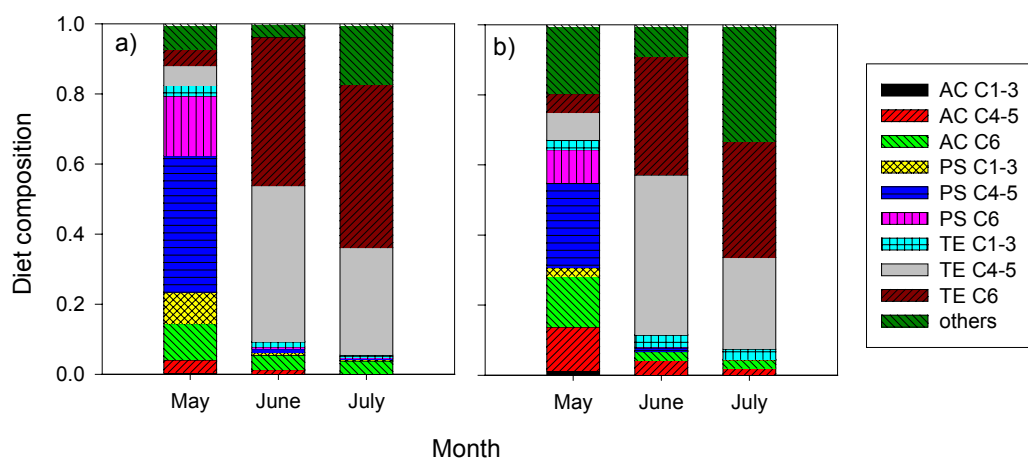 a)
b)
1.0
0.8
0.6
0.4
0.2
0.0
Diet composition
May June July
May June July
Month
AC C1-3
AC C4-5
AC C6
PS C1-3
PS C4-5
PS C6
TE C1-3
TE C4-5
TE C6
others